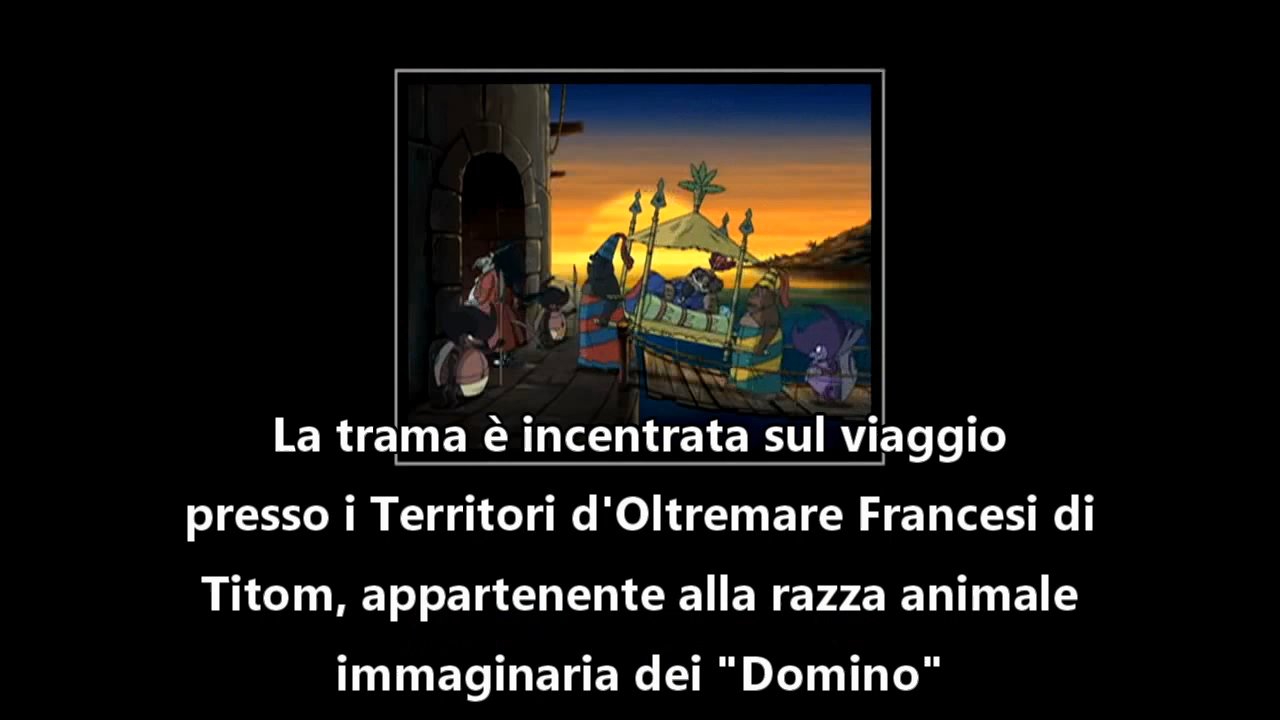 La trama è incentrata sul viaggio
presso i Territori d'Oltremare Francesi di
Titom, appartenente alla razza animale
immaginaria dei "Domino"